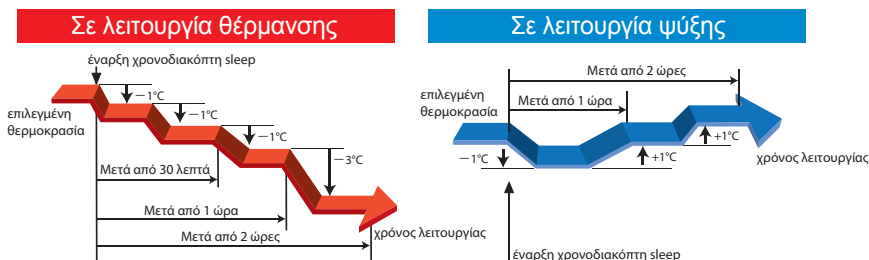 Σε λειτουργία θέρμανσης
έναρξη χρονοδιακόπτη sleep
−1°C
−1°C
−1°C
−3°C
επιλεγμένη
θερμοκρασία
Μετά από 30 λεπτά
Μετά από 1 ώρα
Μετά από 2 ώρες
χρόνος λειτουργίας
Σε λειτουργία ψύξης
Μετά από 2 ώρες
επιλεγμένη
θερμοκρασία
Μετά από 1 ώρα
−1°C
+1°C
+1°C
χρόνος λειτουργίας
έναρξη χρονοδιακόπτη sleep